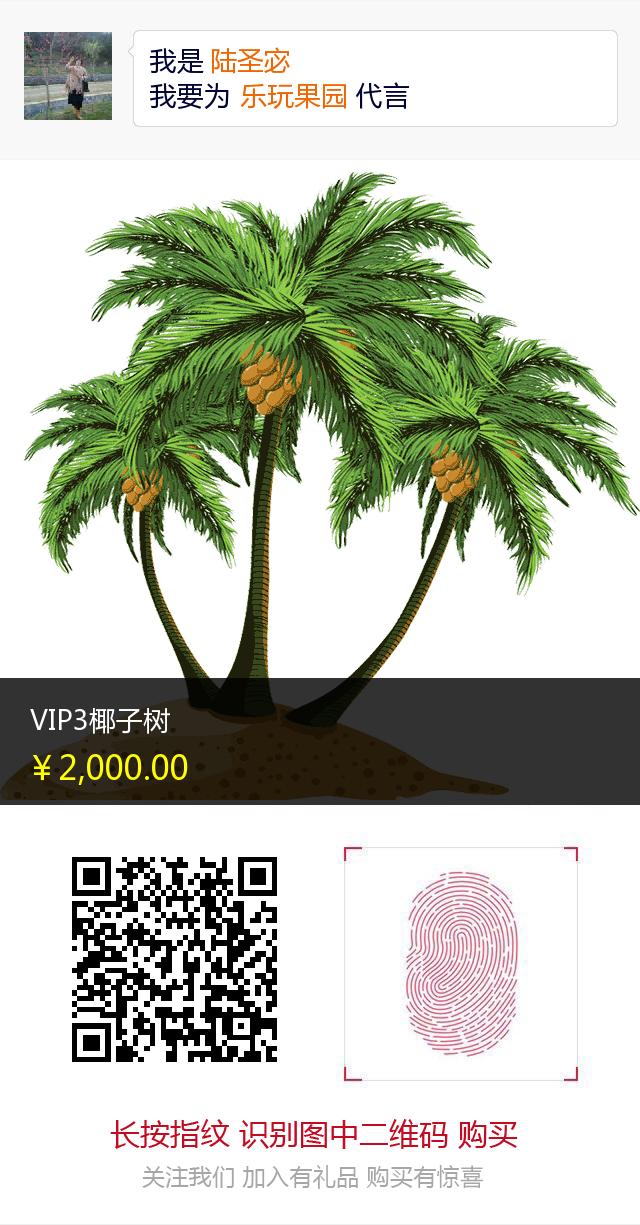 我是 陆圣宓
我要为 乐玩果园 代言
VIP3椰子树
￥2,000.00
长按指纹 识别图中二维码 购买
关注我们 加入有礼品 购买有惊喜